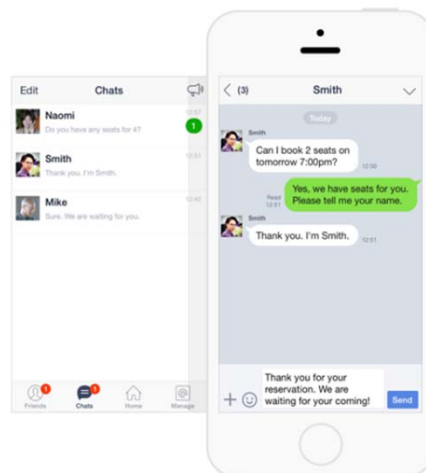 Edit Chats
Naomi 12:57
Do you have any seats for 4? 1
Smith 12:51
Thank you. I'm Smith.
Mike 12:42
Sure. We are waiting for you.
1 1
Friends Chats Home Manage
(3) Smith
Today
Smith
Can I book 2 seats on
tomorrow 7:00pm? 12:50
Yes, we have seats for you.
Please tell me your name.
Read
12:51
Smith
Thank you. I'm Smith. 12:51
Thank you for your
reservation. We are
waiting for your coming! Send